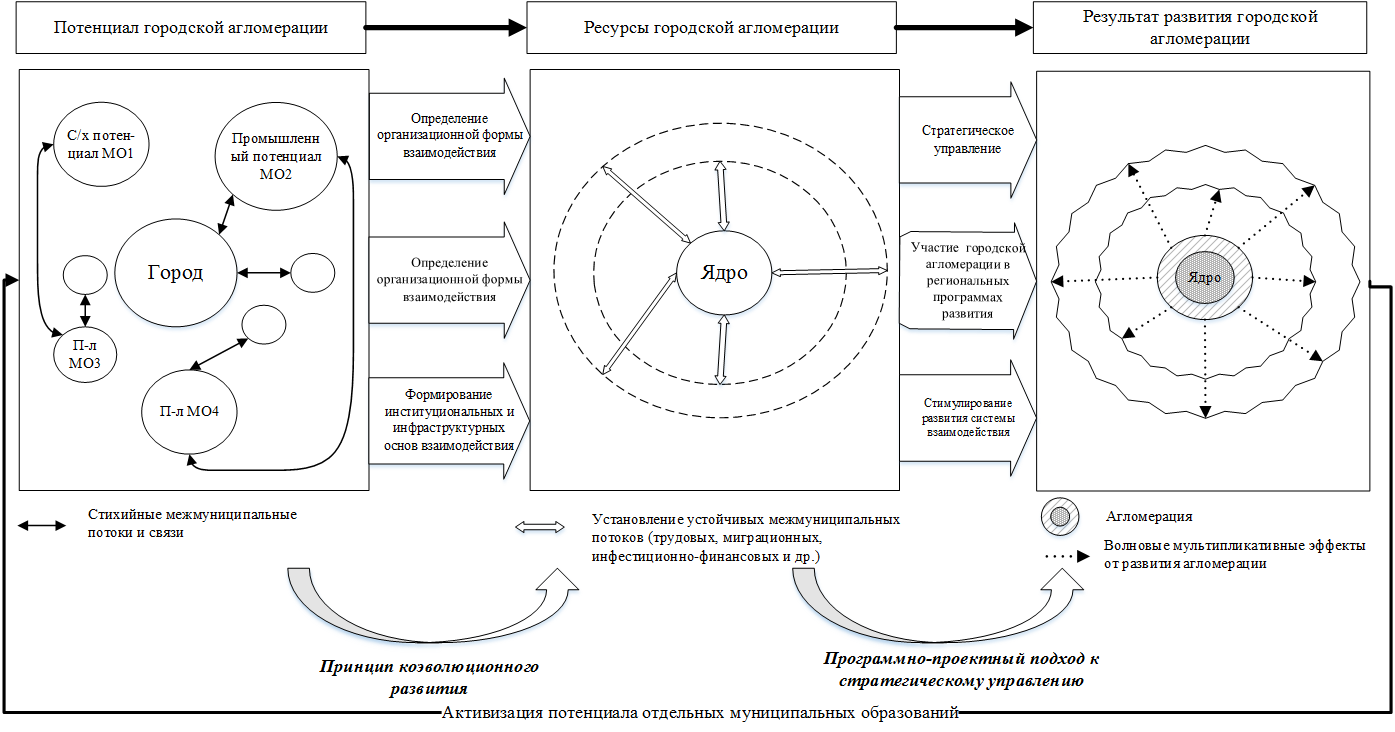 Потенциал городской агломерации
Ресурсы городской агломерации
Результат развития городской
агломерации
С/х потен-
циал МО1
Промышленн
ый потенциал
МО2
Город
П-л
МО3
П-л МО4
Определение
организационной формы
взаимодействия
Определение
организационной формы
взаимодействия
Формирование
институциональных и
инфраструктурных
основ взаимодействия
Ядро
Стратегическое
управление
Участие городской
агломерации в
региональных
программах
развития
Стимулирование
развития системы
взаимодействия
Ядро
Стихийные межмуниципальные
потоки и связи
Установление устойчивых межмуниципальных
потоков (трудовых, миграционных,
инфестиционно-финансовых и др.)
Агломерация
Волновые мультипликативные эффекты
от развития агломерации
Принцип коэволюционного
развития
Программно-проектный подход к
стратегическому управлению
Активизация потенциала отдельных муниципальных образований